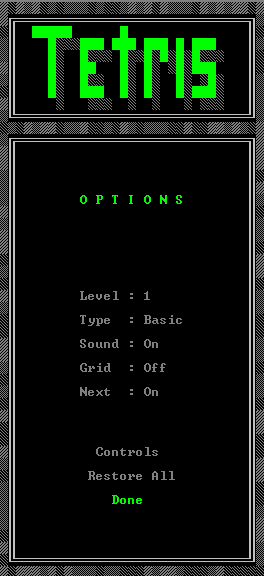 Tetris
OPTIONS
Level : 1
Type : Basic
Sound : On
Grid : Off
Next : On
Controls
Restore All
Done